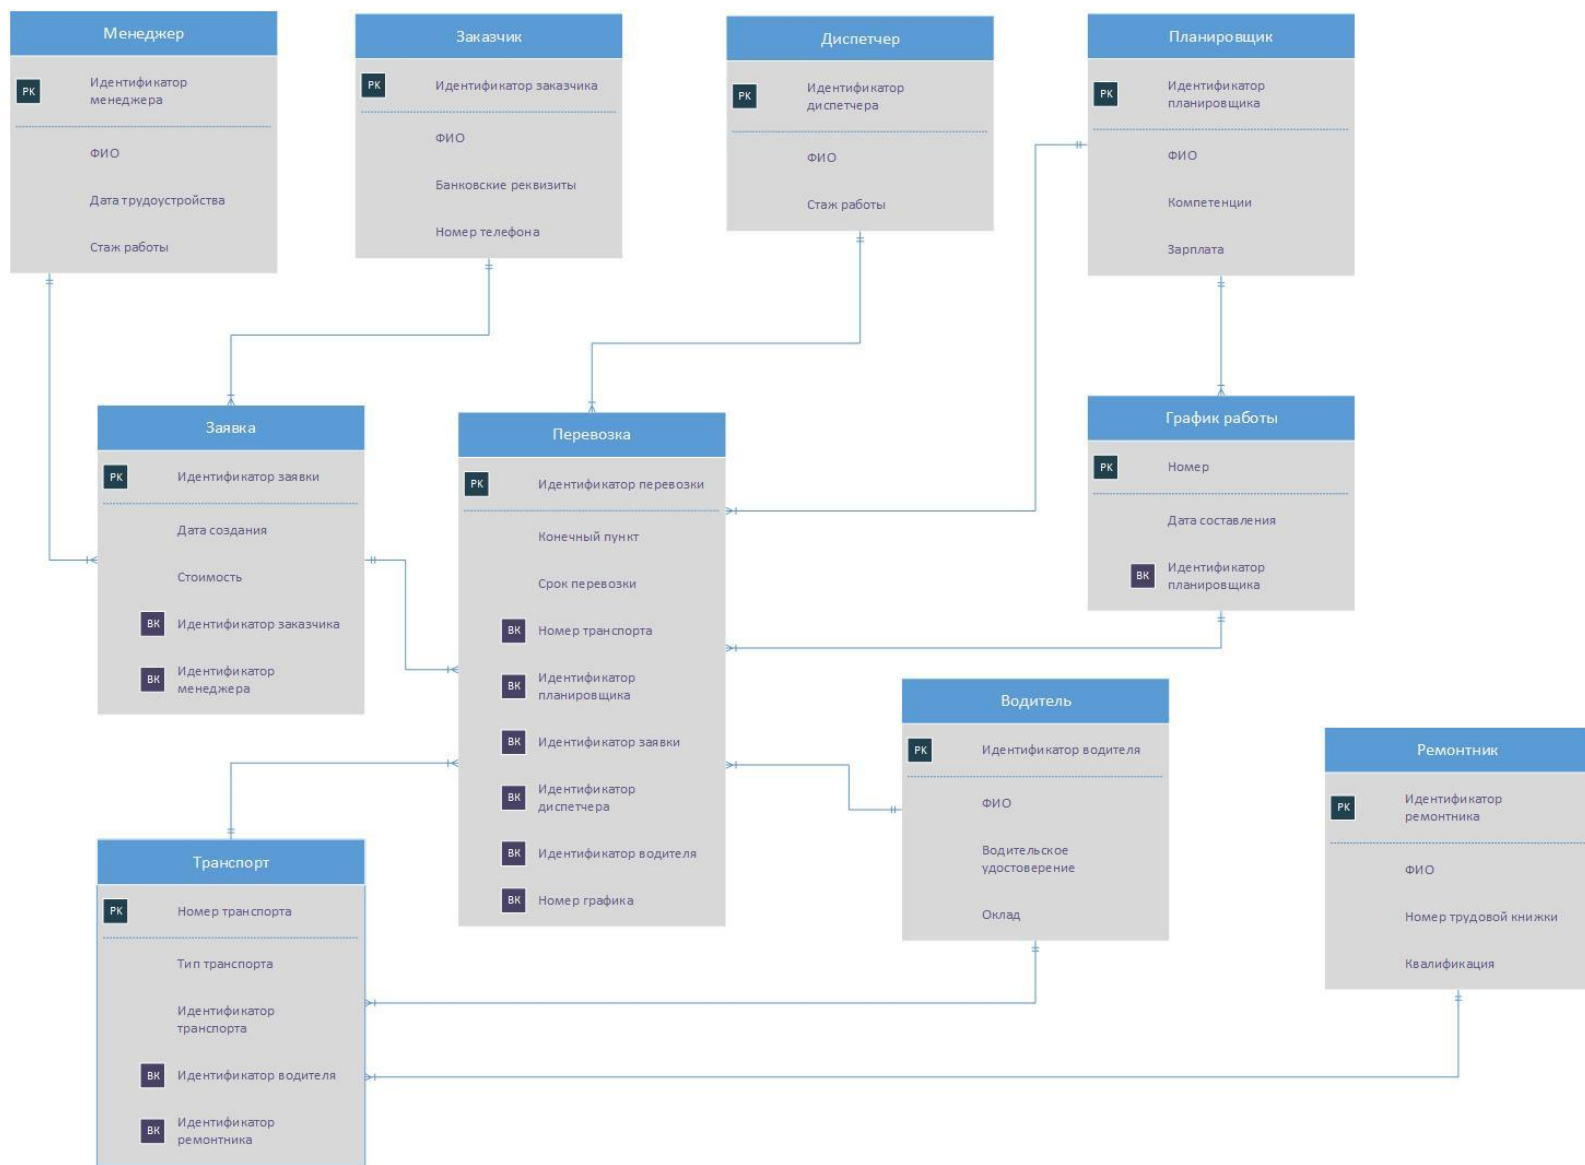 Менеджер
PK
Идентификатор
менеджера
ФИО
Дата трудоустройства
Стаж работы
Заказчик
PK
Идентификатор заказчика
ФИО
Банковские реквизиты
Номер телефона
Диспетчер
PK
Идентификатор
диспетчера
ФИО
Стаж работы
Планировщик
PK
Идентификатор
планировщика
ФИО
Компетенции
Зарплата
Заявка
PK
Идентификатор заявки
Дата создания
Стоимость
ВК
Идентификатор заказчика
ВК
Идентификатор
менеджера
Перевозка
PK
Идентификатор перевозки
Конечный пункт
Срок перевозки
ВК
Номер транспорта
ВК
Идентификатор
планировщика
ВК
Идентификатор заявки
ВК
Идентификатор
диспетчера
ВК
Идентификатор водителя
ВК
Номер графика
График работы
PK
Номер
Дата составления
ВК
Идентификатор
планировщика
Водитель
PK
Идентификатор водителя
ФИО
Водительское
удостоверение
Оклад
Ремонтник
PK
Идентификатор
ремонтника
ФИО
Номер трудовой книжки
Квалификация
Транспорт
PK
Номер транспорта
Тип транспорта
Идентификатор
транспорта
ВК
Идентификатор водителя
ВК
Идентификатор
ремонтника